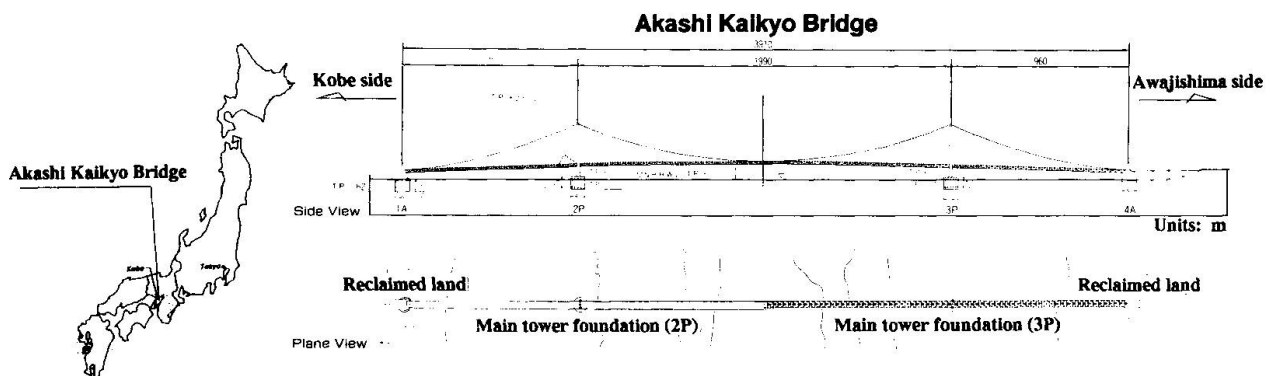 Akashi Kaikyo Bridge
3910
1990
960
Kobe side
Awajishima side
Akashi Kaikyo Bridge
Side View
1A
2P
3P
4A
Units: m
Kobe
Tokyo
Reclaimed land
Reclaimed land
Main tower foundation (2P)
Main tower foundation (3P)
Plane View